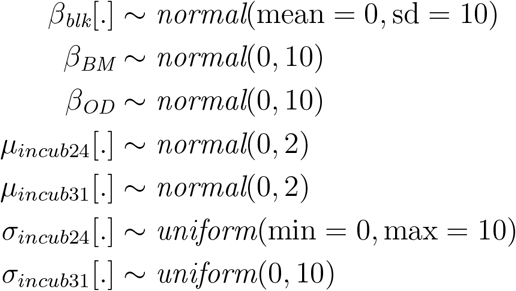 β_blk[.] ~ normal(mean = 0, sd = 10)
β_BM ~ normal(0, 10)
β_OD ~ normal(0, 10)
μ_incub24[.] ~ normal(0, 2)
μ_incub31[.] ~ normal(0, 2)
σ_incub24[.] ~ uniform(min = 0, max = 10)
σ_incub31[.] ~ uniform(0, 10)